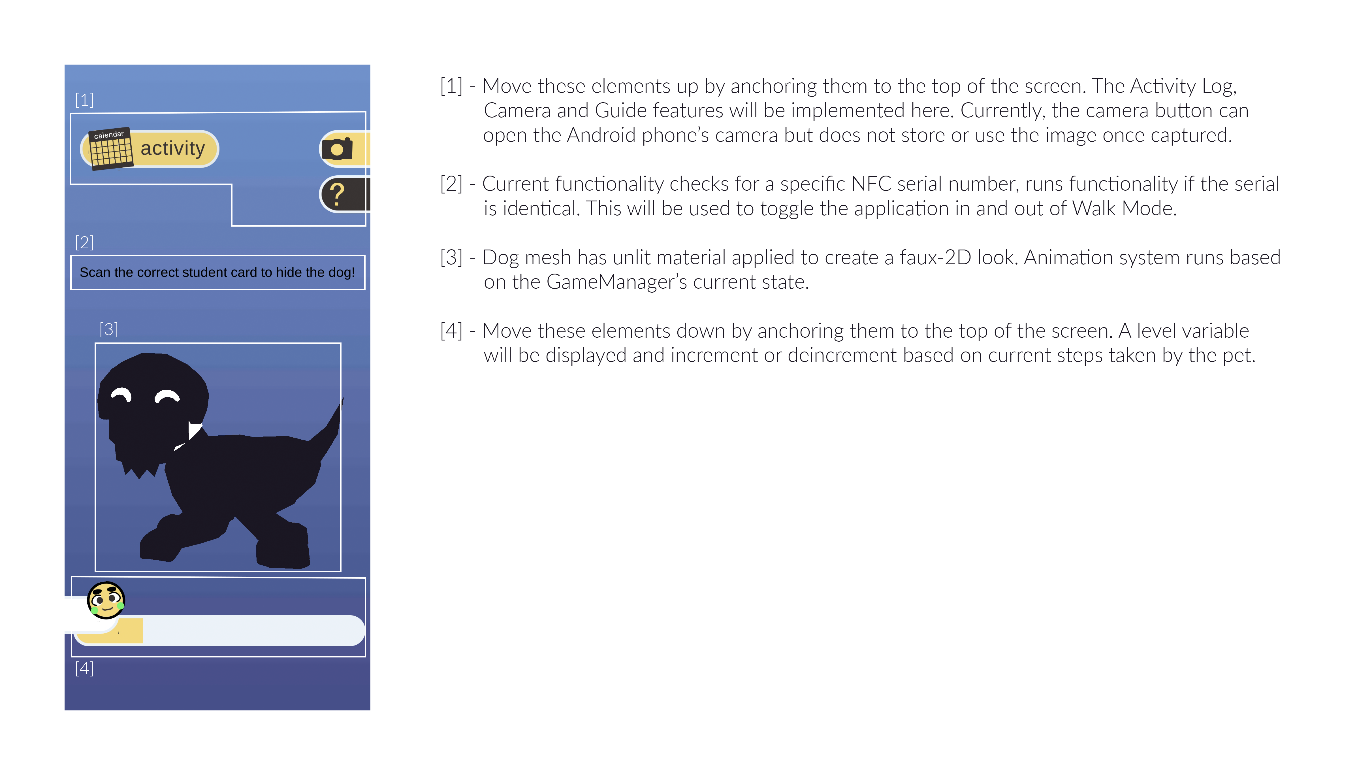 [1]
calendar
activity
?
[2]
Scan the correct student card to hide the dog!
[3]
[4]
[1] - Move these elements up by anchoring them to the top of the screen. The Activity Log,
Camera and Guide features will be implemented here. Currently, the camera button can
open the Android phone's camera but does not store or use the image once captured.
[2] - Current functionality checks for a specific NFC serial number, runs functionality if the serial
is identical. This will be used to toggle the application in and out of Walk Mode.
[3] - Dog mesh has unlit material applied to create a faux-2D look. Animation system runs based
on the GameManager's current state.
[4] - Move these elements down by anchoring them to the top of the screen. A level variable
will be displayed and increment or deincrement based on current steps taken by the pet.